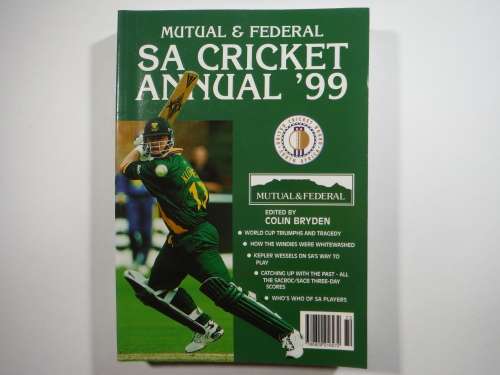 MUTUAL & FEDERAL
SA CRICKET
ANNUAL '99
MUTUAL & FEDERAL
EDITED BY
COLIN BRYDEN
WORLD CUP TRIUMPHS AND TRAGEDY
HOW THE WINDIES WERE WHITEWASHED
KEPLER WESSELS ON SA'S WAY TO
PLAY
CATCHING UP WITH THE PAST - ALL
THE SACBOC/SACB THREE-DAY
SCORES
WHO'S WHO OF SA PLAYERS